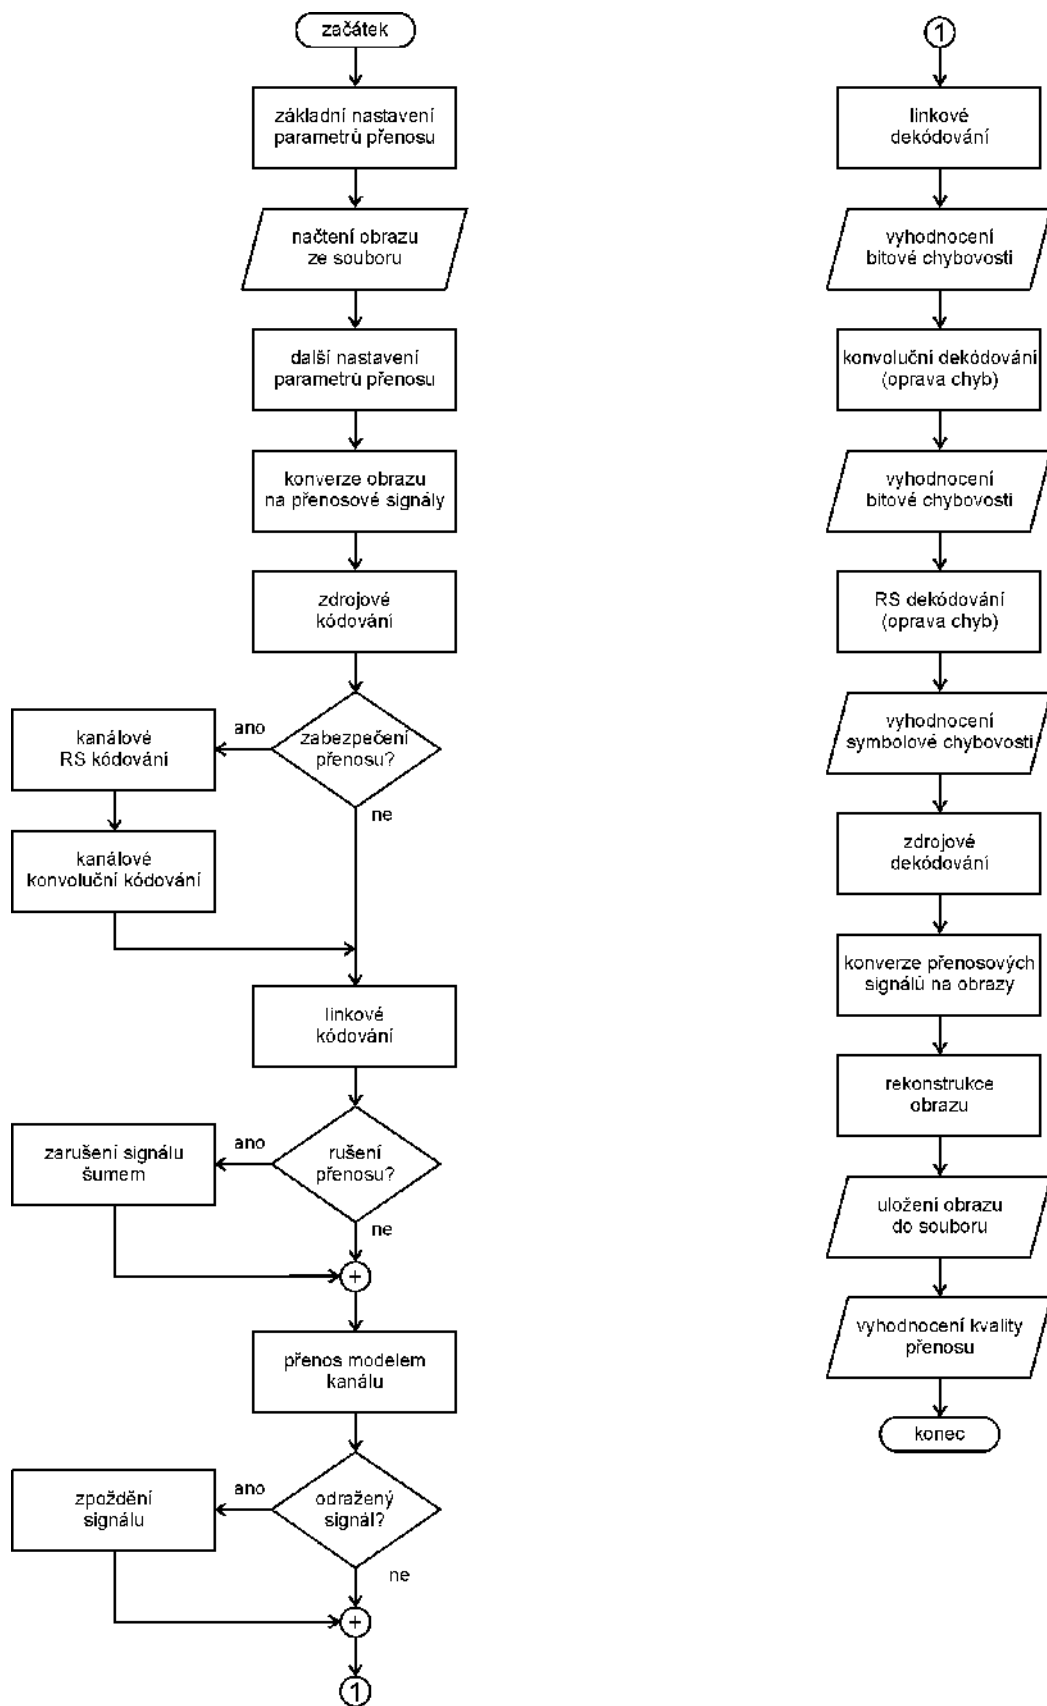 začátek
základní nastavení
parametrů přenosu
načtení obrazu
ze souboru
další nastavení
parametrů přenosu
konverze obrazu
na přenosové signály
zdrojové
kódování
zabezpečení
přenosu?
ano
ne
kanálové
RS kódování
kanálové
konvoluční kódování
linkové
kódování
rušení
přenosu?
ano
ne
zarušení signálu
šumem
+
přenos modelem
kanálu
odražený
signál?
ano
ne
zpoždění
signálu
+
1
1
linkové
dekódování
vyhodnocení
bitové chybovosti
konvoluční dekódování
(oprava chyb)
vyhodnocení
bitové chybovosti
RS dekódování
(oprava chyb)
vyhodnocení
symbolové chybovosti
zdrojové
dekódování
konverze přenosových
signálů na obrazy
rekonstrukce
obrazu
uložení obrazu
do souboru
vyhodnocení kvality
přenosu
konec